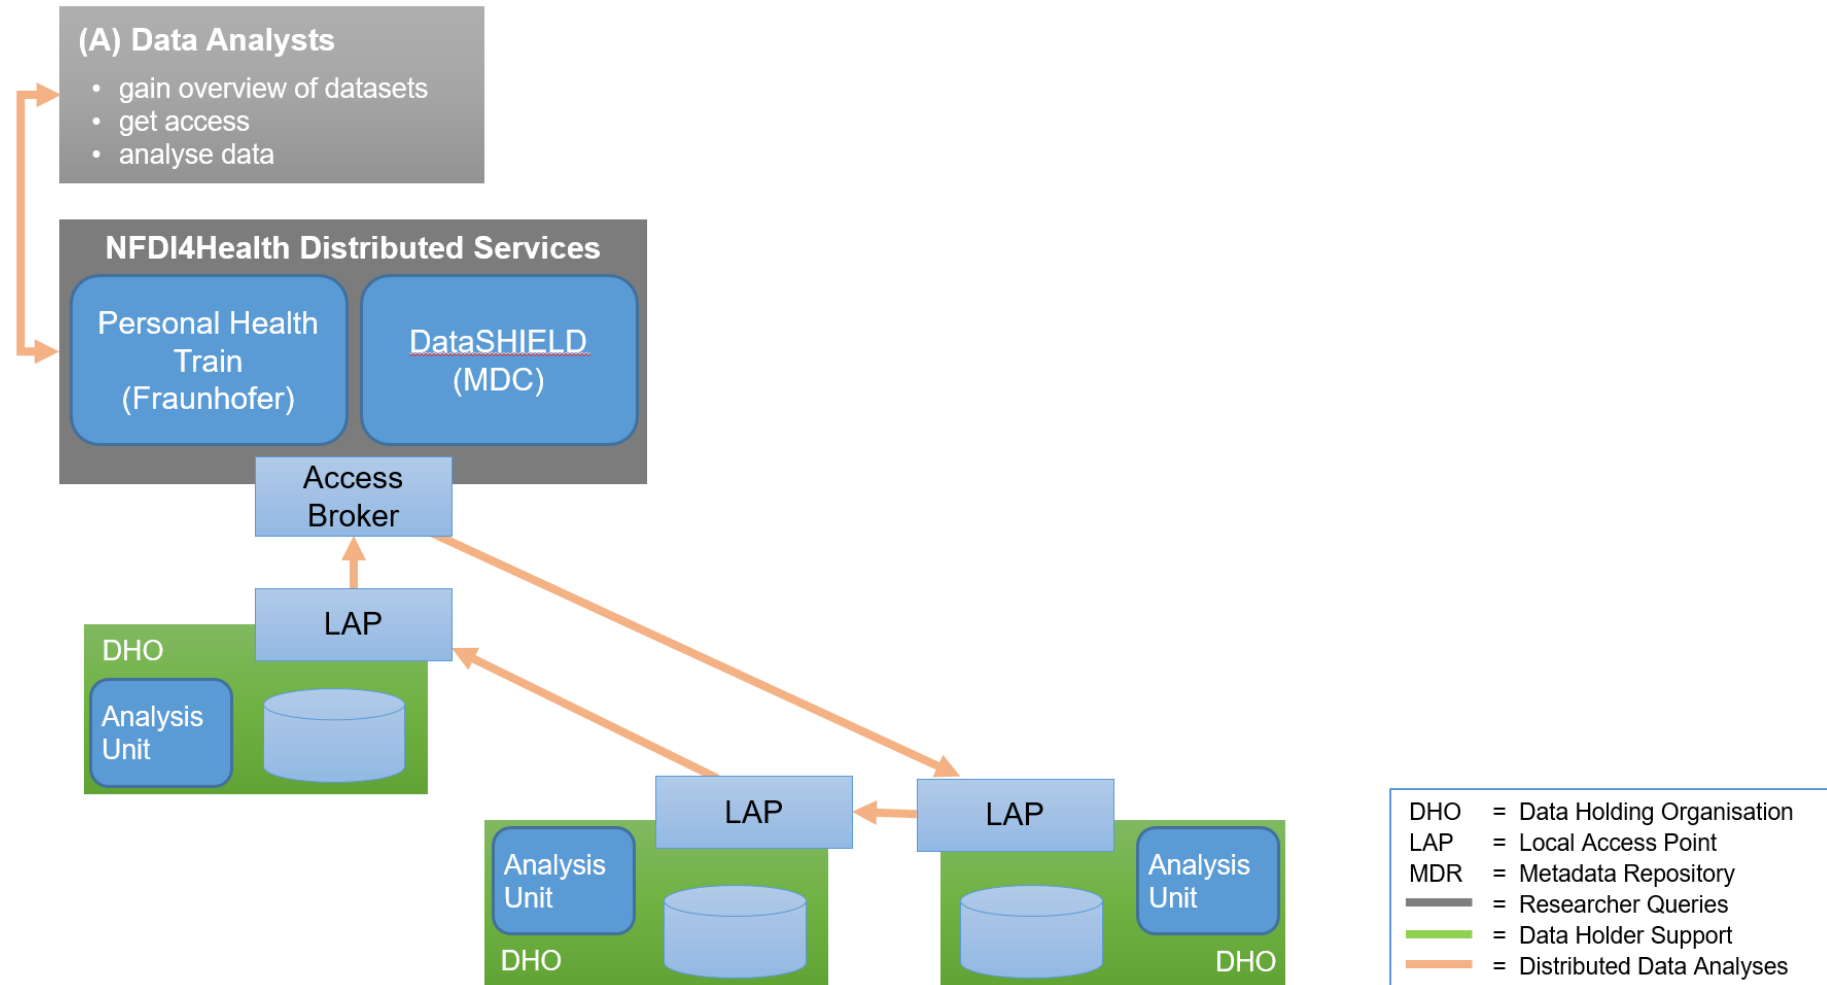 (A) Data Analysts
• gain overview of datasets
• get access
• analyse data
NFDI4Health Distributed Services
Personal Health
Train
(Fraunhofer)
DataSHIELD
(MDC)
Access
Broker
LAP
DHO
Analysis
Unit
LAP
Analysis
Unit
DHO
LAP
Analysis
Unit
DHO
DHO = Data Holding Organisation
LAP = Local Access Point
MDR = Metadata Repository
= Researcher Queries
= Data Holder Support
= Distributed Data Analyses